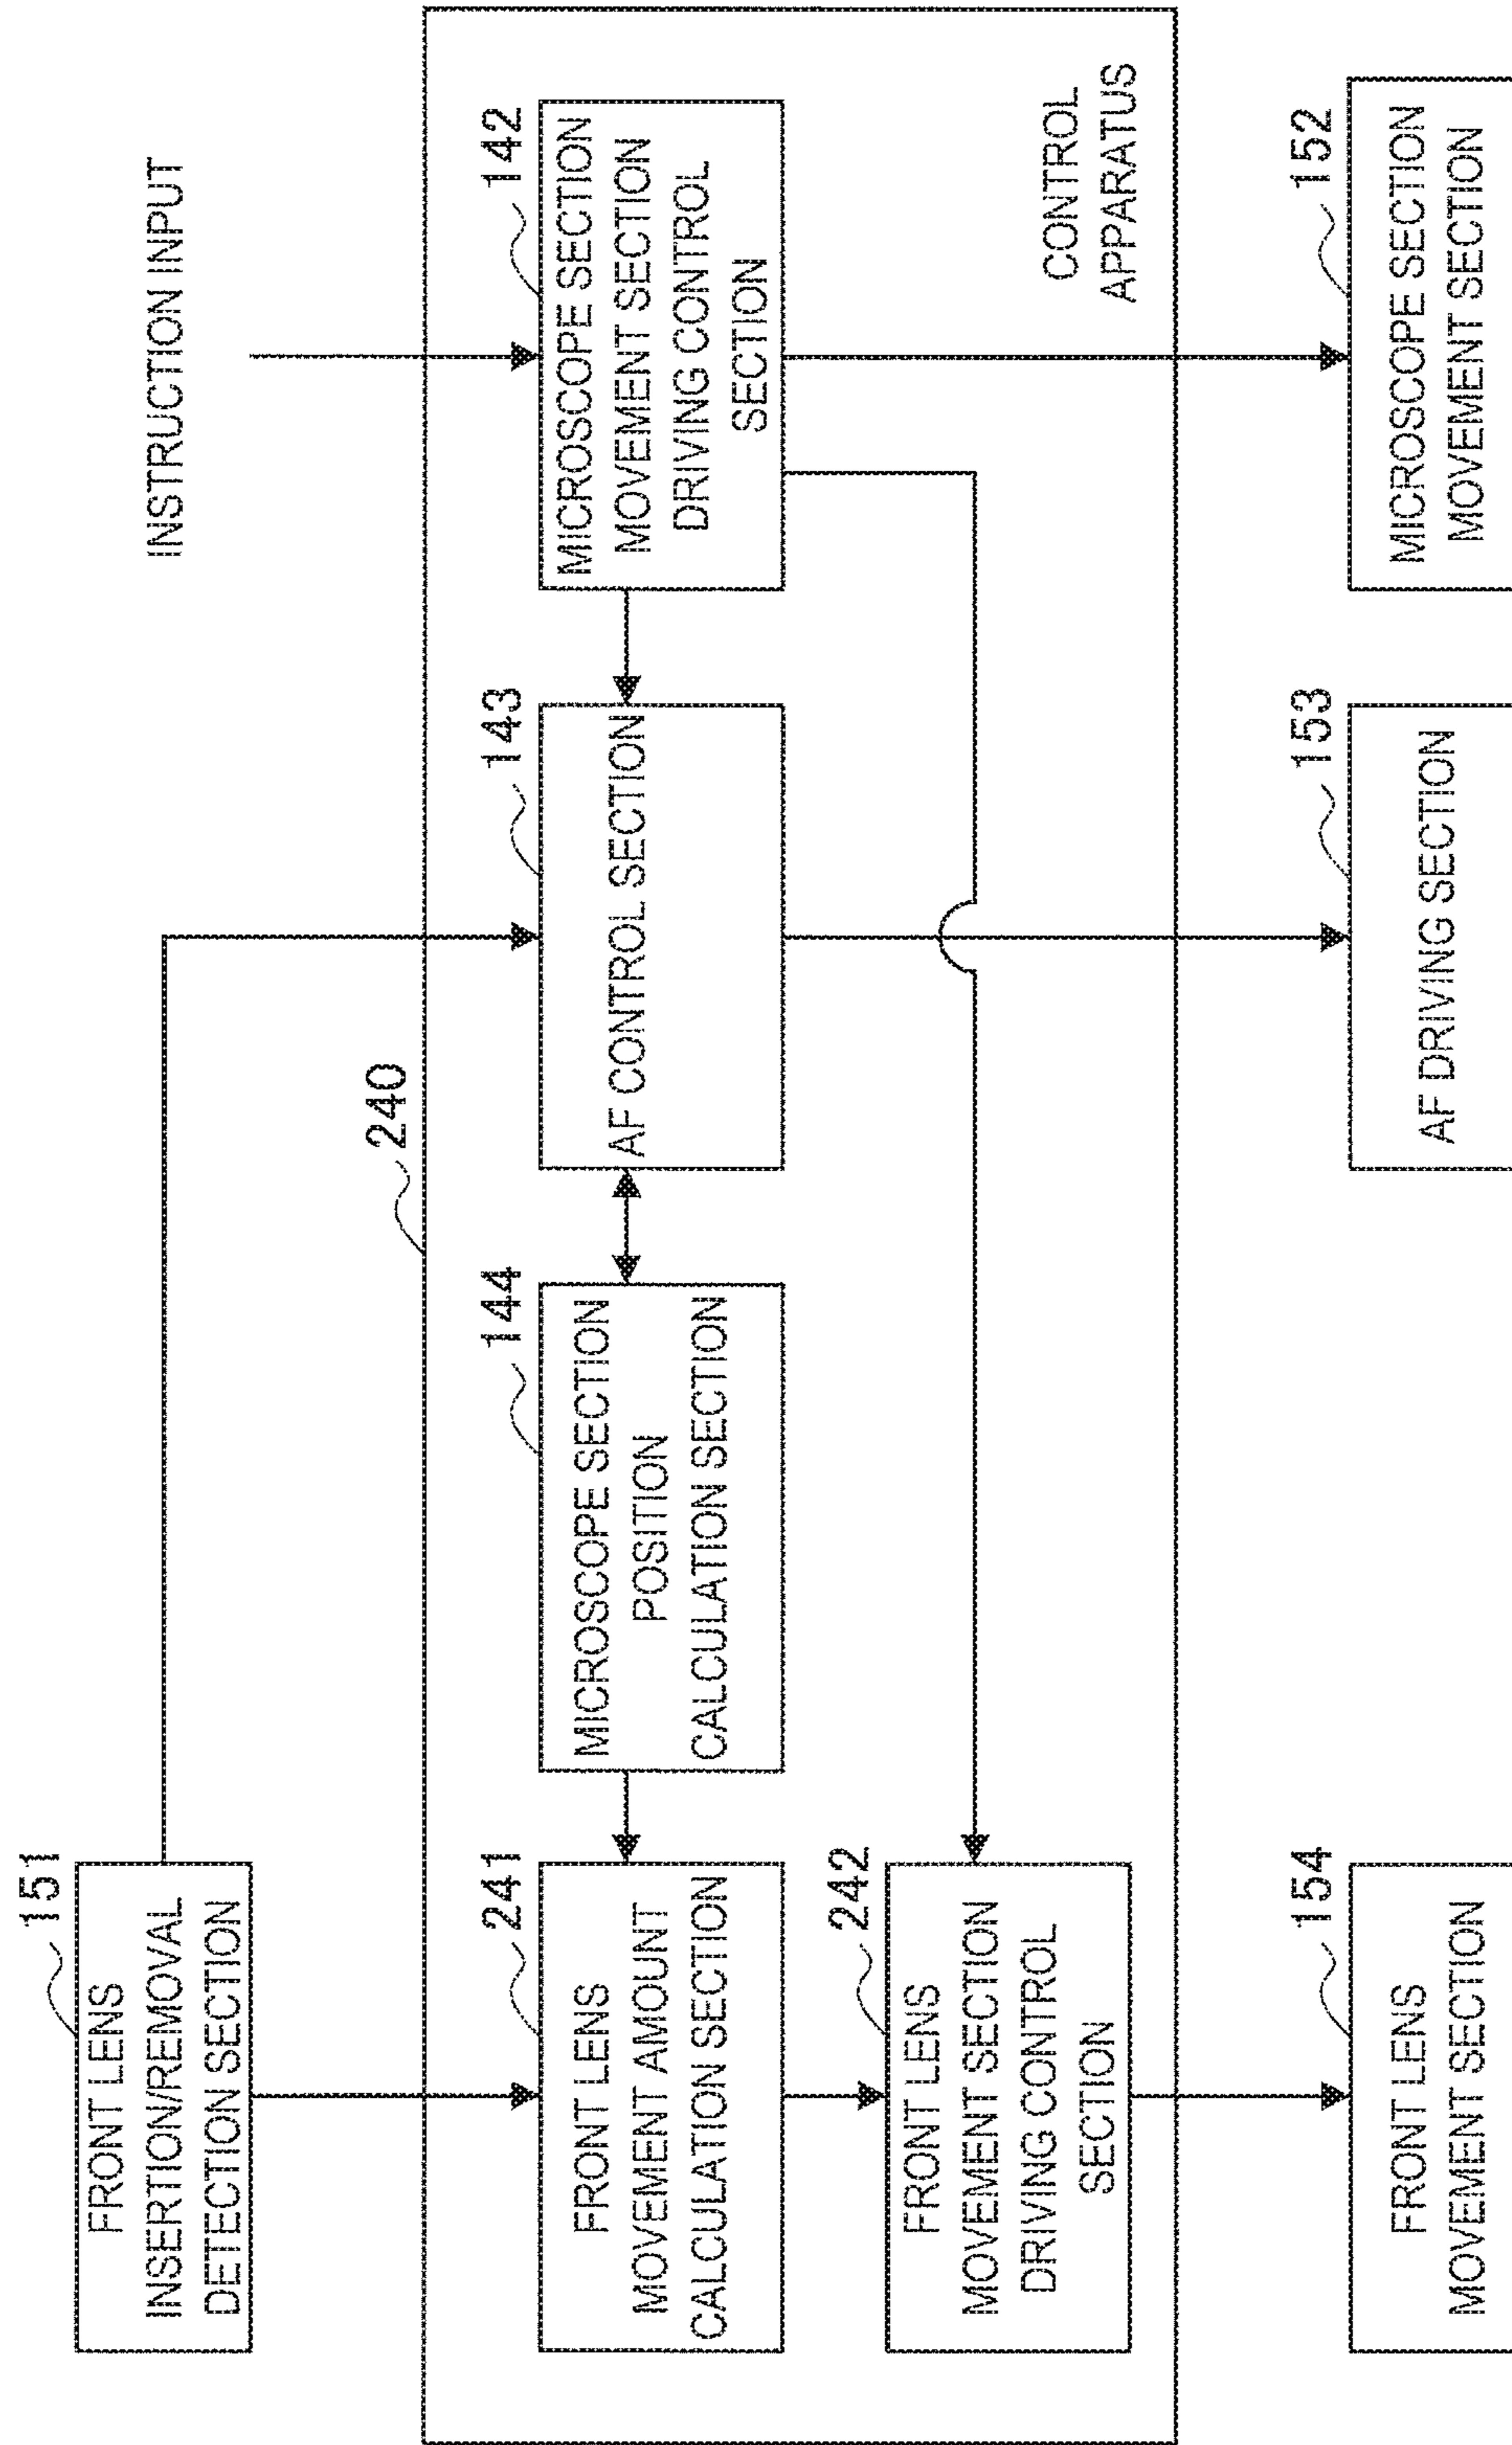 151
FRONT LENS
INSERTION/REMOVAL
DETECTION SECTION
INSTRUCTION INPUT
240
241
FRONT LENS
MOVEMENT AMOUNT
CALCULATION SECTION
144
MICROSCOPE SECTION
POSITION
CALCULATION SECTION
143
AF CONTROL SECTION
142
MICROSCOPE SECTION
MOVEMENT SECTION
DRIVING CONTROL
SECTION
242
FRONT LENS
MOVEMENT SECTION
DRIVING CONTROL
SECTION
CONTROL
APPARATUS
154
FRONT LENS
MOVEMENT SECTION
153
AF DRIVING SECTION
152
MICROSCOPE SECTION
MOVEMENT SECTION